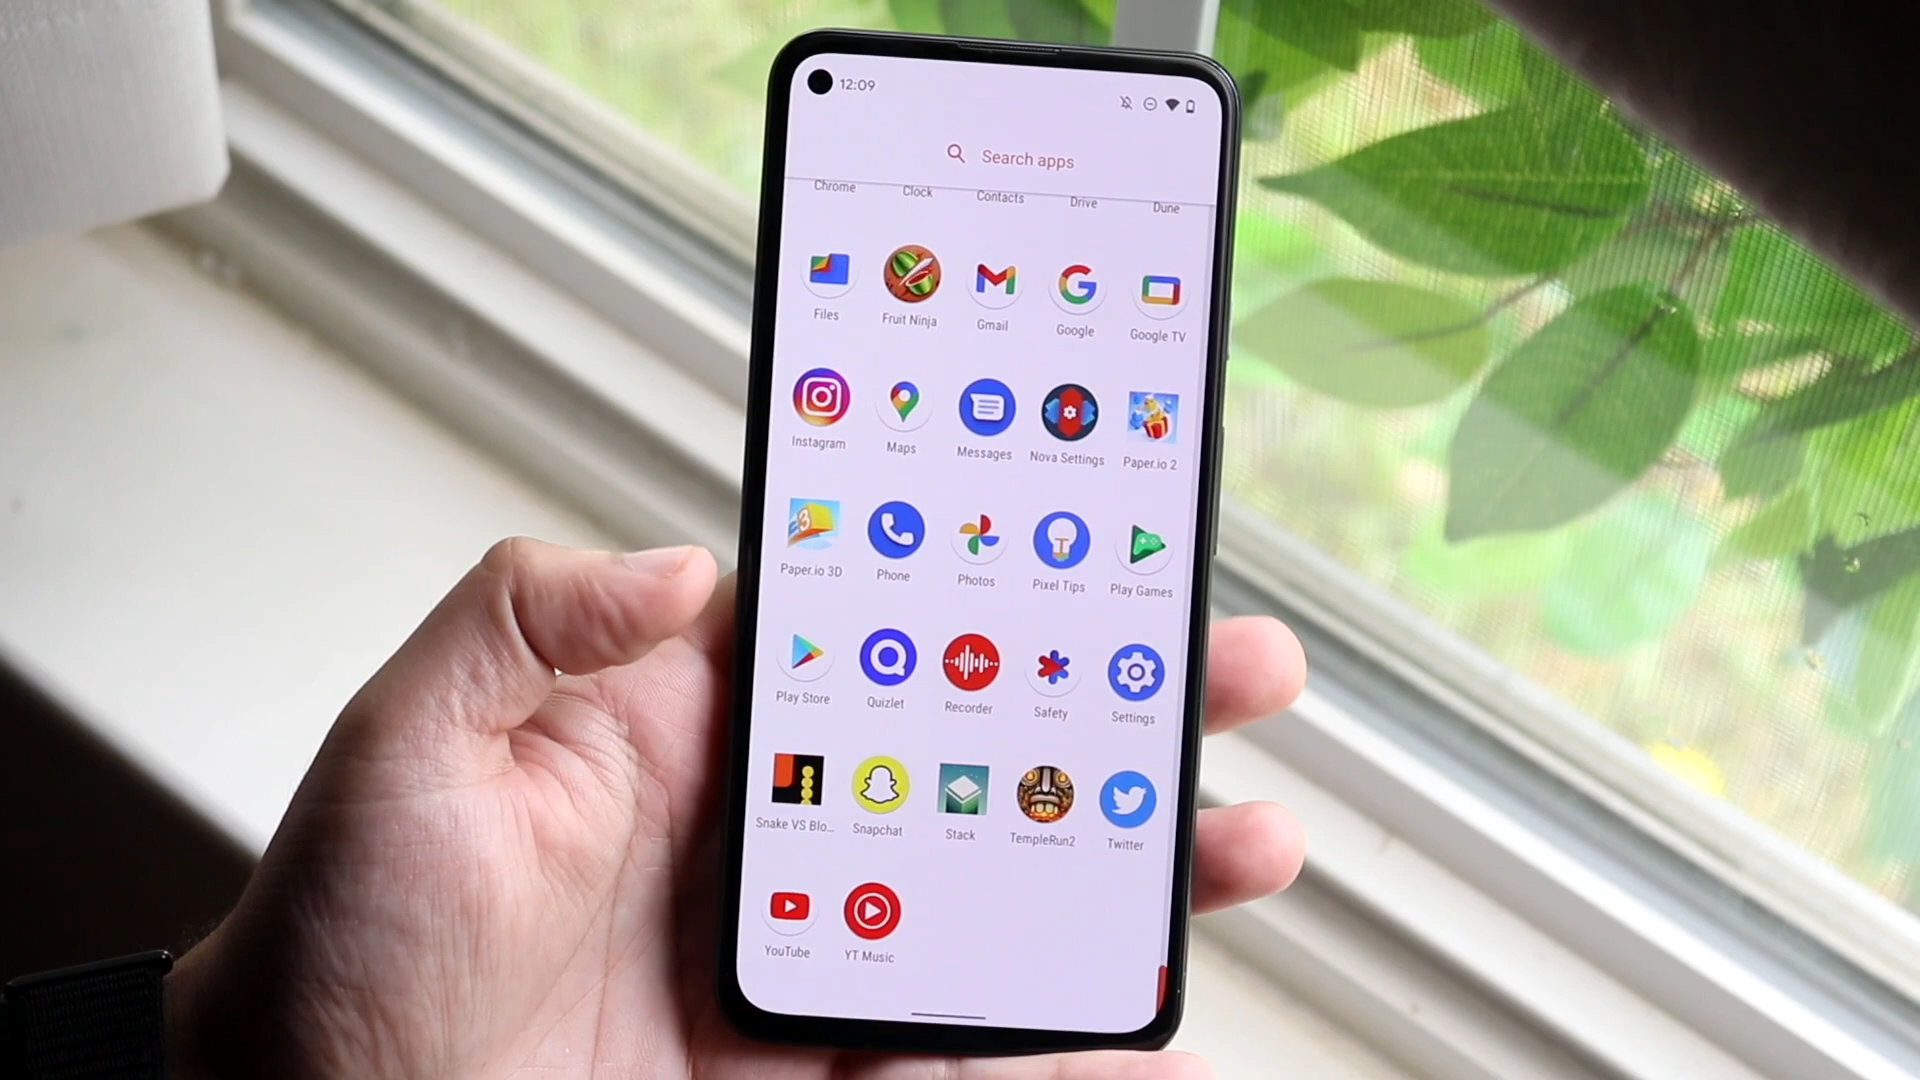 12:09
Search apps
Chrome Clock Contacts Drive Dune
Files Fruit Ninja Gmail Google Google TV
Instagram Maps Messages Nova Settings Paper.io 2
3
Paper.io 3D Phone Photos Pixel Tips Play Games
Play Store Quizlet Recorder Safety Settings
Snake VS Blo... Snapchat Stack TempleRun2 Twitter
YouTube YT Music